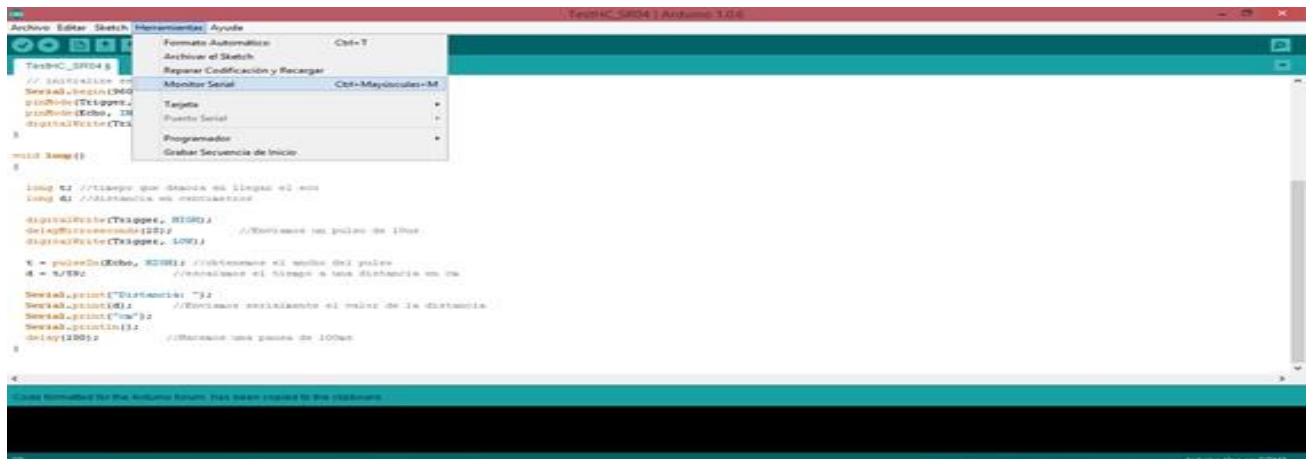 TestHC_SR04 | Arduino 1.0.6
Archivo Editar Sketch Herramientas Ayuda
Formato Automático Ctrl+T
Archivar el Sketch
Reparar Codificación y Recargar
Monitor Serial Ctrl+Mayúsculas+M
Tarjeta
Puerto Serial
Programador
Grabar Secuencia de Inicio
TestHC_SR04 §
// initialize
Serial.begin(960
pinMode(Trigger,
pinMode(Echo, IN
digitalWrite(Tri
}
void loop()
{
long t; //tiempo que demora en llegar el eco
long d; //distancia en centimetros
digitalWrite(Trigger, HIGH);
delayMicroseconds(10); //Enviamos un pulso de 10us
digitalWrite(Trigger, LOW);
t = pulseIn(Echo, HIGH); //obtenemos el ancho del pulso
d = t/59; //escalamos el tiempo a una distancia en cm
Serial.print("Distancia: ");
Serial.print(d); //Enviamos serialmente el valor de la distancia
Serial.print("cm");
Serial.println();
delay(100); //Hacemos una pausa de 100ms
}
Code formatted for the Arduino forum has been copied to the clipboard.